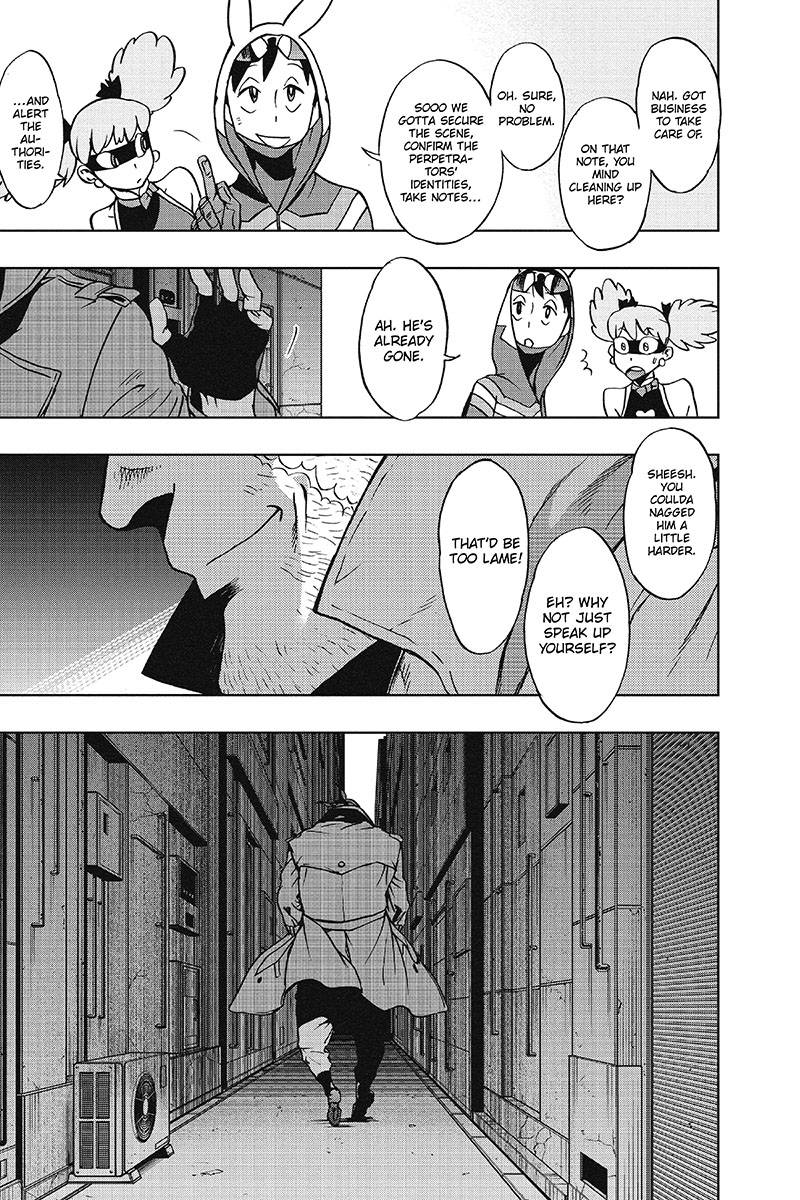 NAH. GOT
BUSINESS
TO TAKE
CARE OF.
ON THAT
NOTE, YOU
MIND
CLEANING UP
HERE?
OH. SURE,
NO
PROBLEM.
SOOO WE
GOTTA SECURE
THE SCENE,
CONFIRM THE
PERPETRA-
TORS'
IDENTITIES,
TAKE NOTES...
...AND
ALERT
THE
AU-
THORI-
TIES.
AH. HE'S
ALREADY
GONE.
SHEESH.
YOU
COULDA
NAGGED
HIM A
LITTLE
HARDER.
EH? WHY
NOT JUST
SPEAK UP
YOURSELF?
THAT'D BE
TOO LAME!